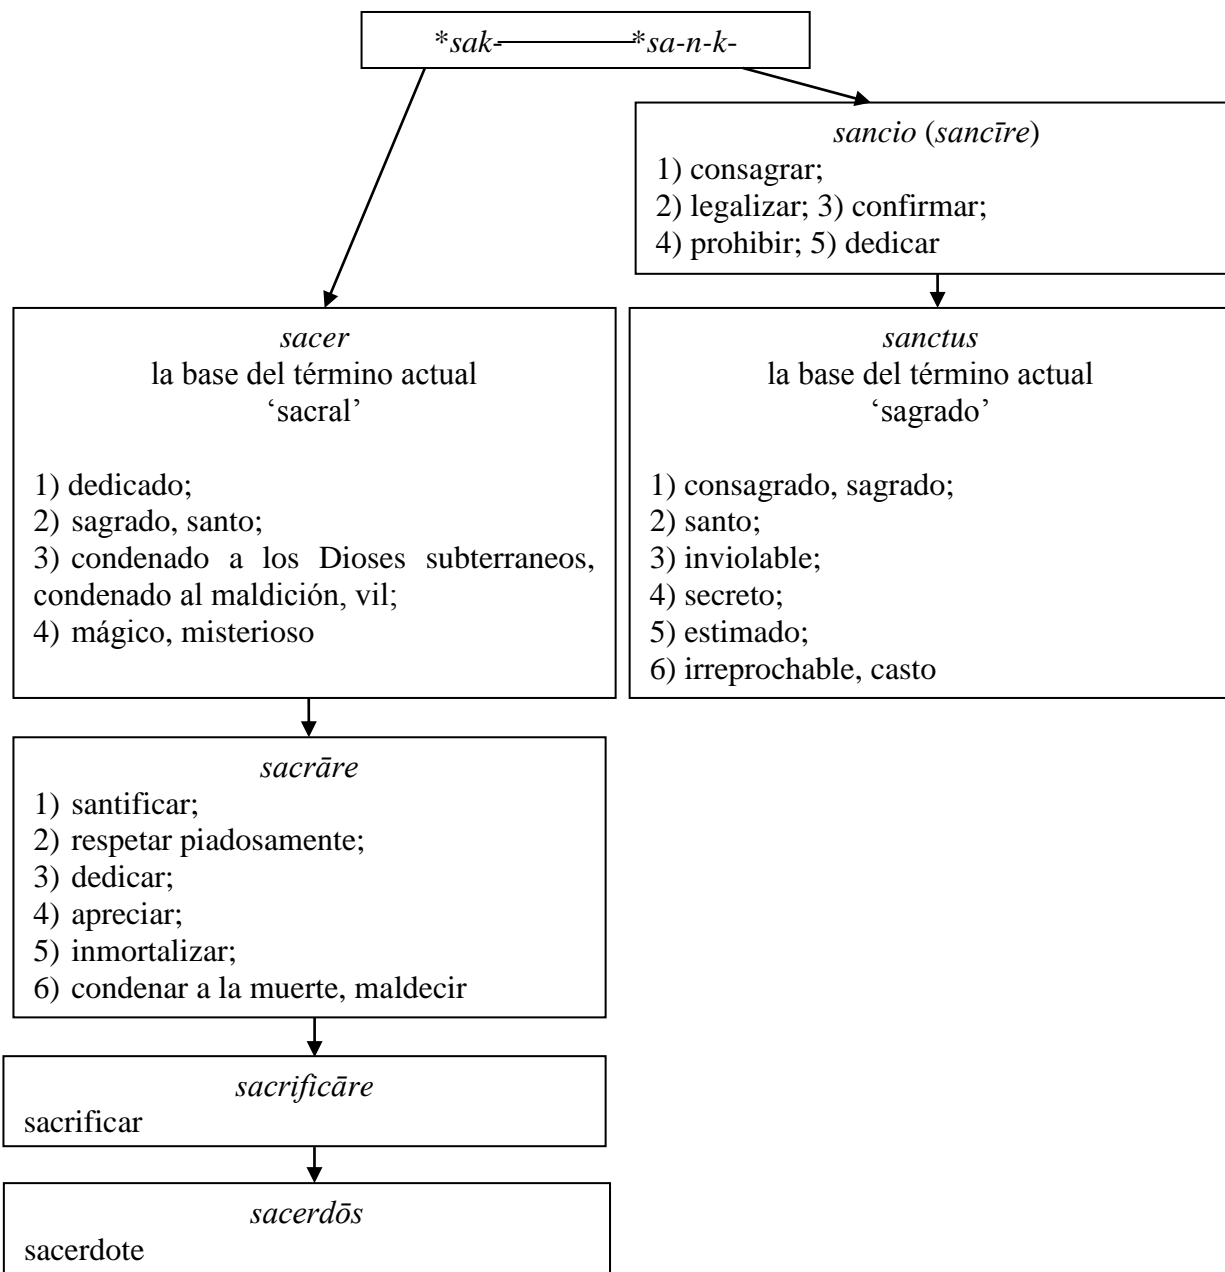 *sak- *sa-n-k-
sancio (sancīre)
1) consagrar;
2) legalizar; 3) confirmar;
4) prohibir; 5) dedicar
sacer
la base del término actual
‘sacral’
1) dedicado;
2) sagrado, santo;
3) condenado a los Dioses subterraneos,
condenado al maldición, vil;
4) mágico, misterioso
sanctus
la base del término actual
‘sagrado’
1) consagrado, sagrado;
2) santo;
3) inviolable;
4) secreto;
5) estimado;
6) irreprochable, casto
sacrāre
1) santificar;
2) respetar piadosamente;
3) dedicar;
4) apreciar;
5) inmortalizar;
6) condenar a la muerte, maldecir
sacrificāre
sacrificar
sacerdōs
sacerdote